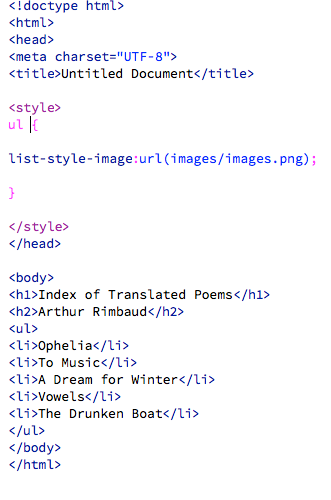 <!doctype html>
<html>
<head>
<meta charset="UTF-8">
<title>Untitled Document</title>
<style>
ul {
list-style-image:url(images/images.png);
}
</style>
</head>
<body>
<h1>Index of Translated Poems</h1>
<h2>Arthur Rimbaud</h2>
<ul>
<li>Ophelia</li>
<li>To Music</li>
<li>A Dream for Winter</li>
<li>Vowels</li>
<li>The Drunken Boat</li>
</ul>
</body>
</html>